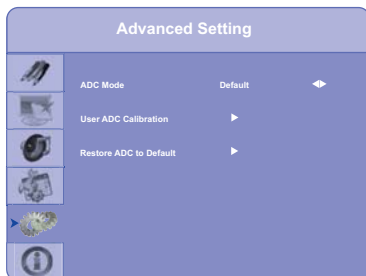 Advanced Setting
ADC Mode Default
User ADC Calibration
Restore ADC to Default